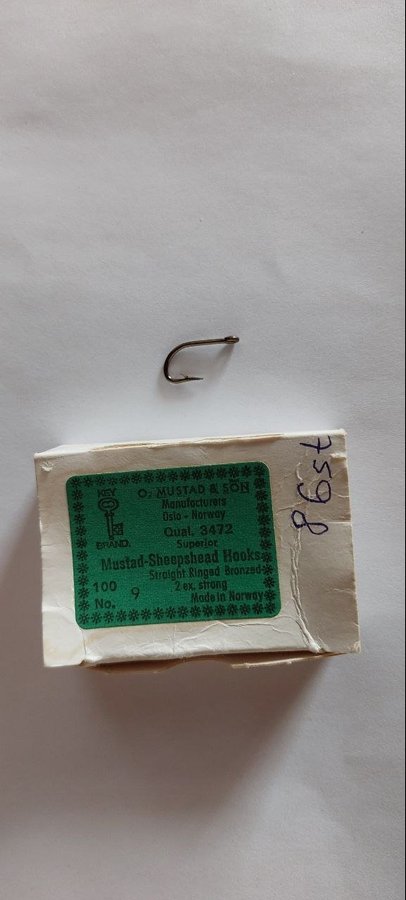 KEY
BRAND.
O. MUSTAD & SÖN
Manufacturers
Oslo - Norway
Qual. 3472
Superior
Mustad-Sheepshead Hooks
Straight Ringed Bronzed
2 ex. strong
100
No. 9
Made in Norway
86st